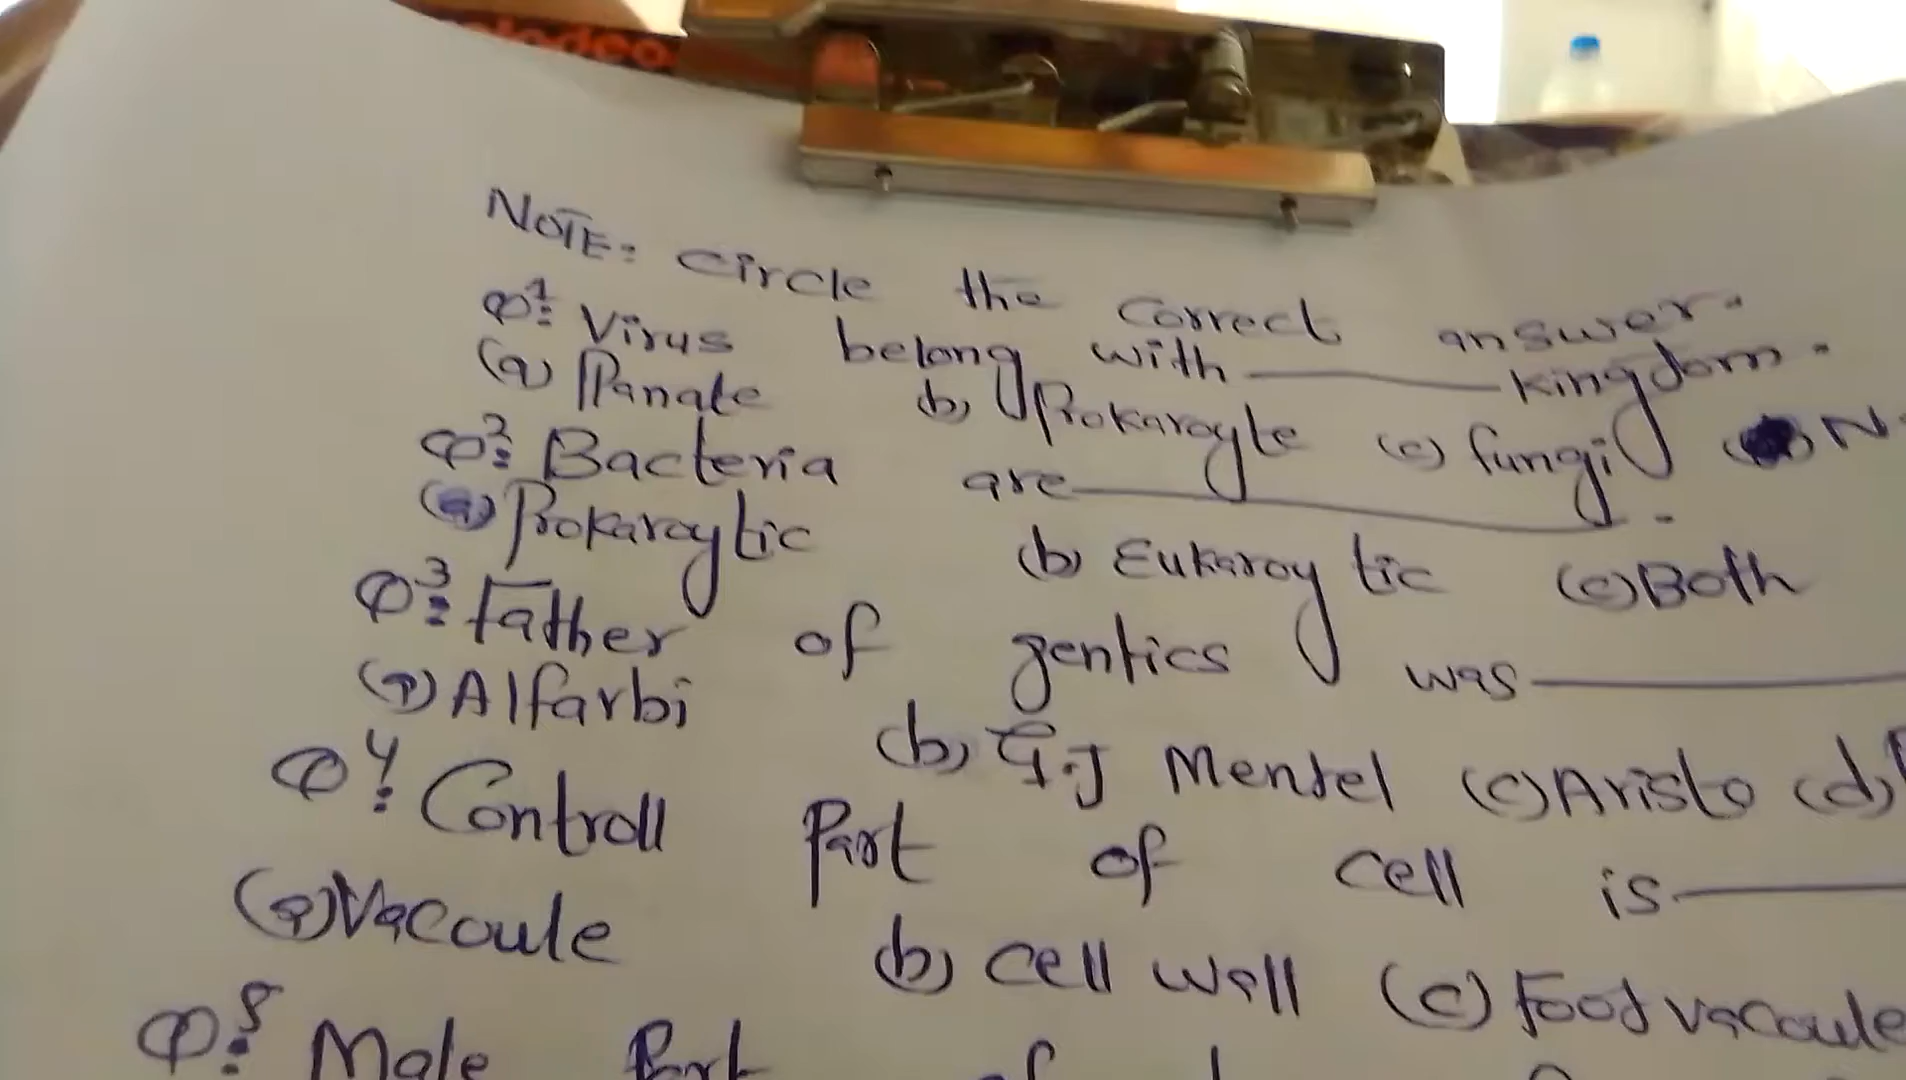 NOTE: Circle the correct answer.
Q1: Virus belong with ______ kingdom.
(a) Panate (b) Prokaroyte (c) fungi
Q2: Bacteria are ______.
(a) Prokaroytic (b) Eukaroytic (c) Both
Q3: Father of gentics was ______
(a) Alfarbi (b) G.J Mendel (c) Aristo (d)
Q4: Controll Part of cell is ______
(a) Vacoule (b) cell wall (c) Food vacoule
Q5: Male Part of